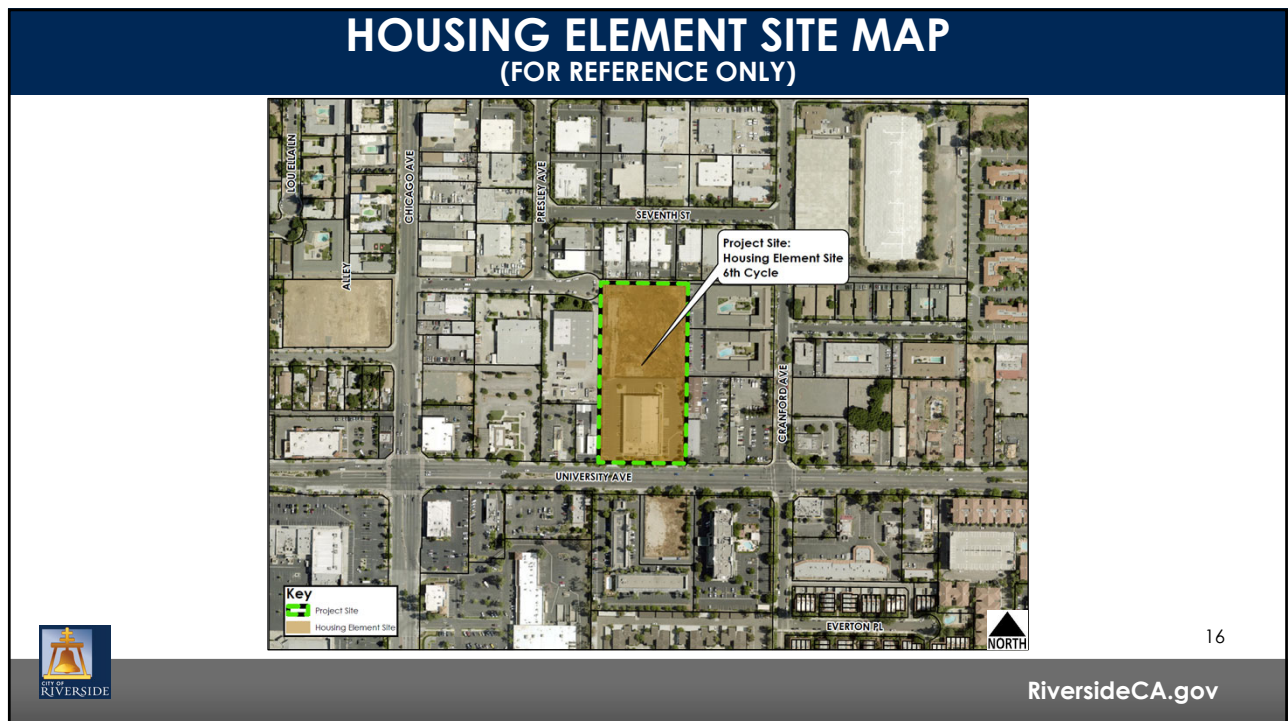 HOUSING ELEMENT SITE MAP
(FOR REFERENCE ONLY)
LOU ELLA LN
CHICAGO AVE
PRESLEY AVE
SEVENTH ST
Project Site:
Housing Element Site
6th Cycle
ALLEY
CRANFORD AVE
UNIVERSITY AVE
Key
Project Site
Housing Element Site
EVERTON PL
NORTH
16
CITY OF
RIVERSIDE
RiversideCA.gov